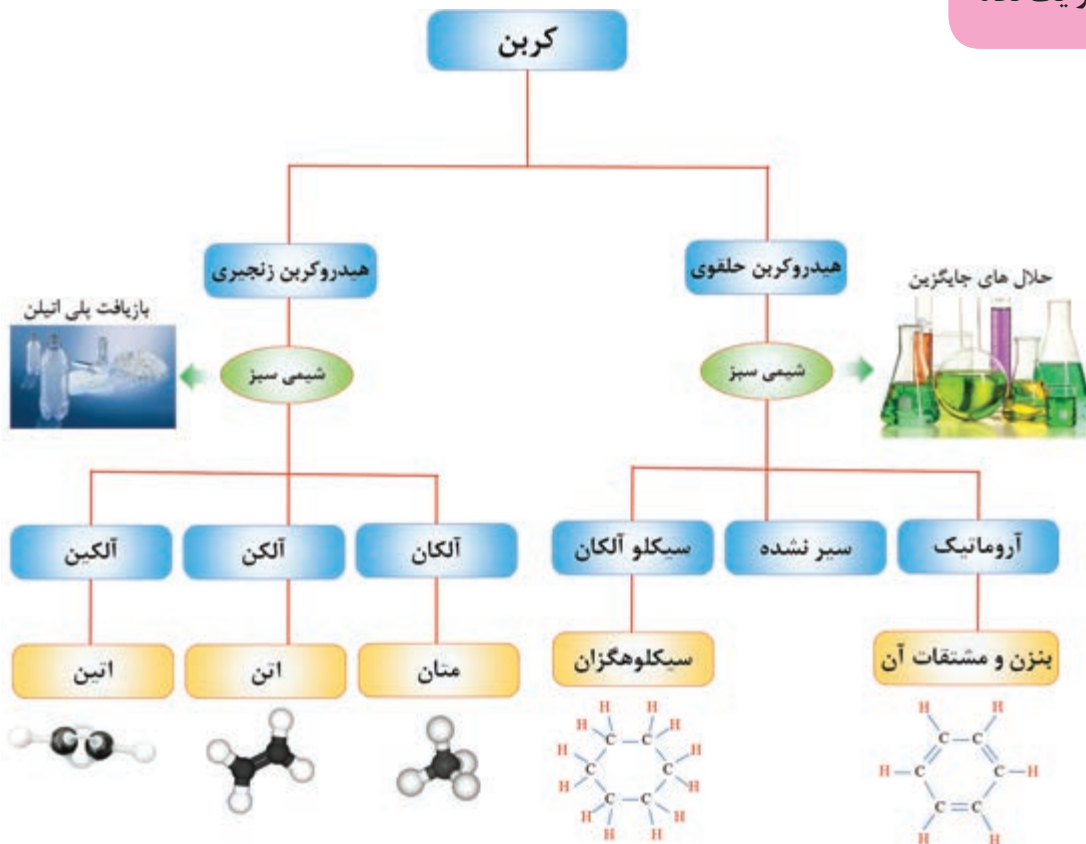 کربن
هیدروکربن حلقوی
هیدروکربن زنجیری
حلال های جایگزین
بازیافت پلی اتیلن
شیمی سبز
شیمی سبز
آروماتیک
سیر نشده
سیکلو آلکان
آلکان
آلکن
آلکین
بنزن و مشتقات آن
سیکلوهگزان
متان
اتن
اتین
H H H H
H C C H
H C C H
H C C H
H H H H
H H
C C
H C C H
C C
H H